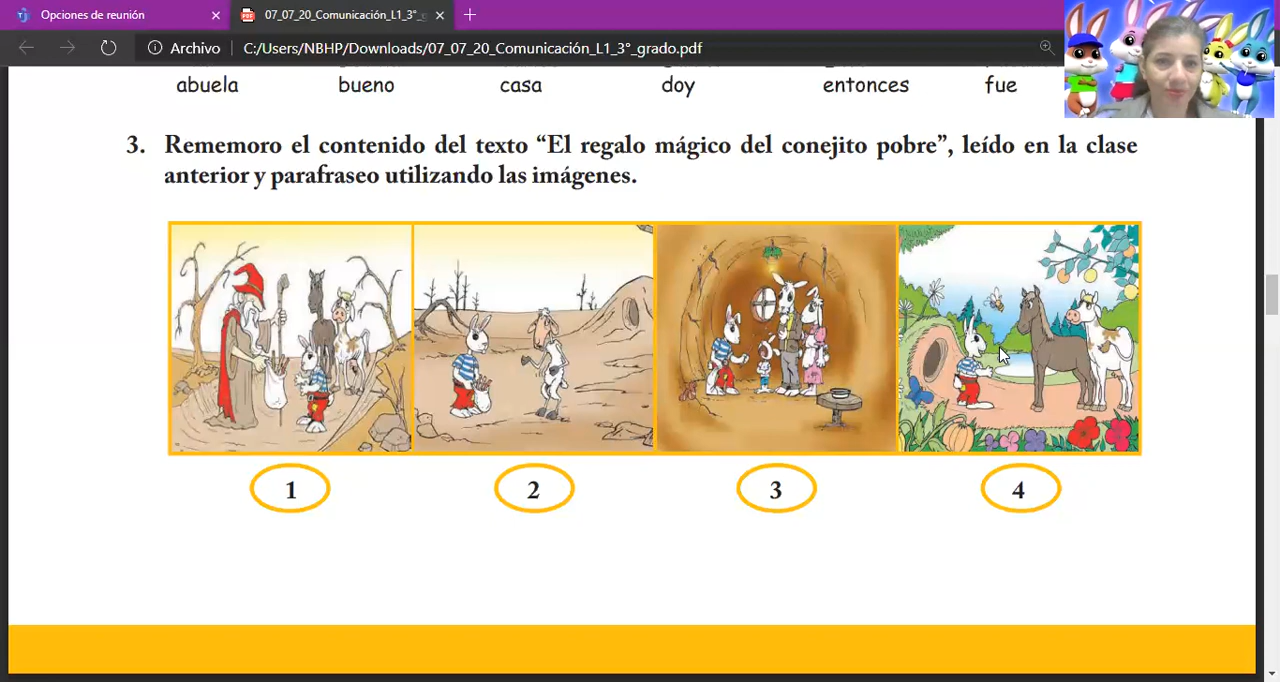 Opciones de reunión
07_07_20_Comunicación_L1_3°_g
Archivo C:/Users/NBHP/Downloads/07_07_20_Comunicación_L1_3°_grado.pdf
abuela bueno casa doy entonces fue
3. Rememoro el contenido del texto “El regalo mágico del conejito pobre”, leído en la clase
anterior y parafraseo utilizando las imágenes.
1 2 3 4